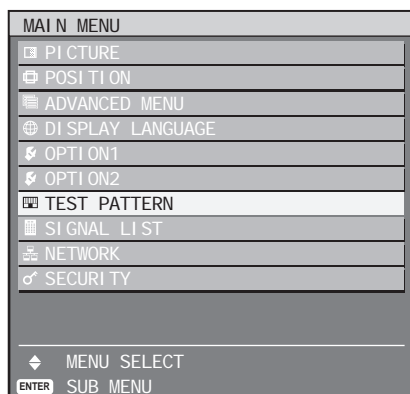 MAIN MENU
PICTURE
POSITION
ADVANCED MENU
DISPLAY LANGUAGE
OPTION1
OPTION2
TEST PATTERN
SIGNAL LIST
NETWORK
SECURITY
MENU SELECT
ENTER SUB MENU